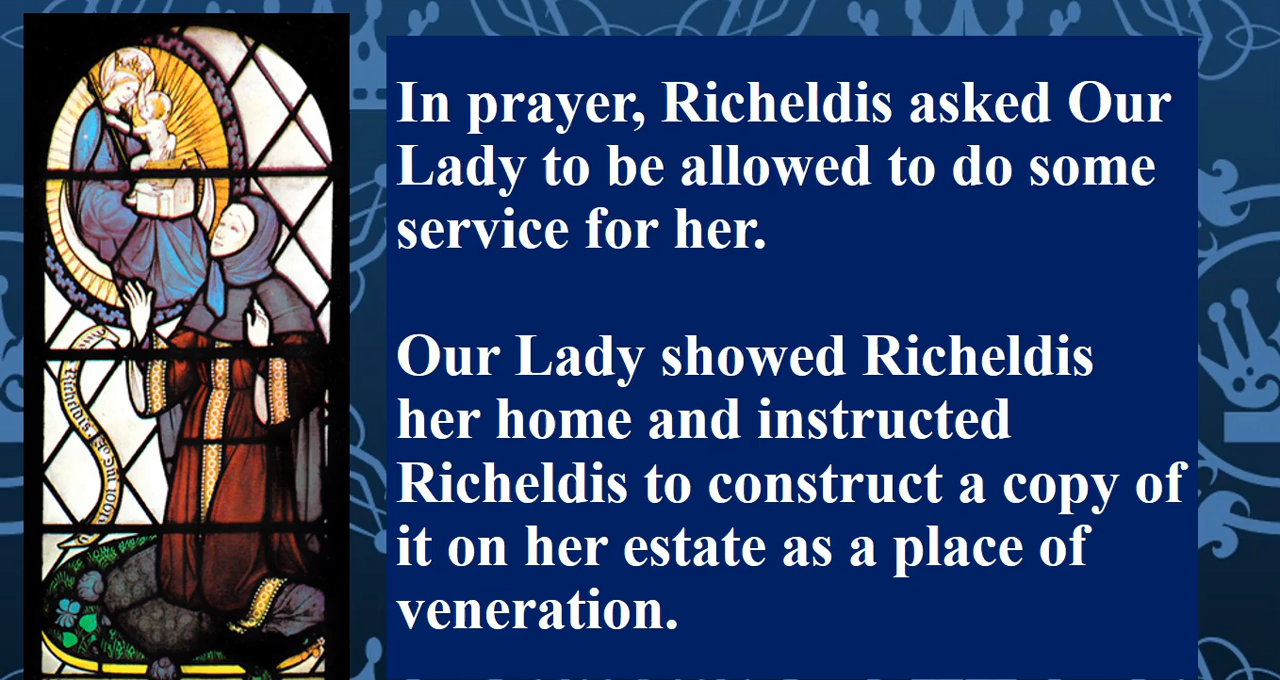 In prayer, Richeldis asked Our
Lady to be allowed to do some
service for her.
Our Lady showed Richeldis
her home and instructed
Richeldis to construct a copy of
it on her estate as a place of
veneration.
Richeldis